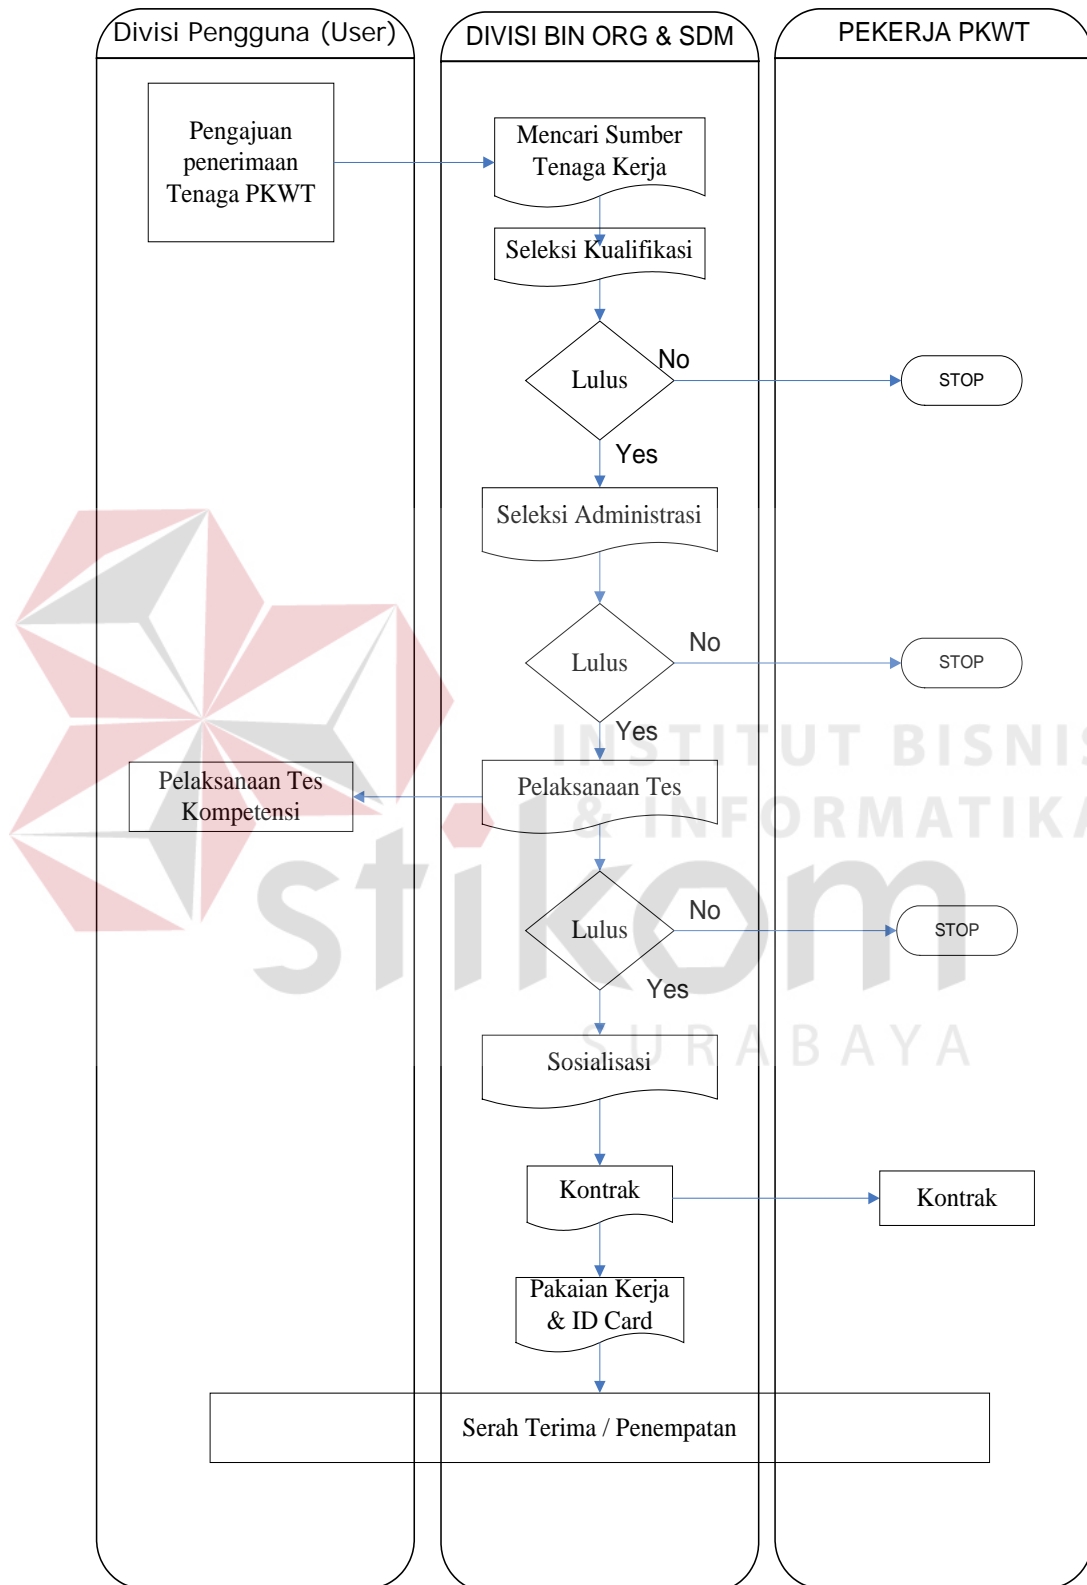 Divisi Pengguna (User)
DIVISI BIN ORG & SDM
PEKERJA PKWT
Pengajuan
penerimaan
Tenaga PKWT
Mencari Sumber
Tenaga Kerja
Seleksi Kualifikasi
Lulus
No
STOP
Yes
Seleksi Administrasi
Lulus
No
STOP
Yes
INSTITUT BISNIS
& INFORMATIKA
stikom
SURABAYA
Pelaksanaan Tes
Pelaksanaan Tes
Kompetensi
Lulus
No
STOP
Yes
Sosialisasi
Kontrak
Kontrak
Pakaian Kerja
& ID Card
Serah Terima / Penempatan